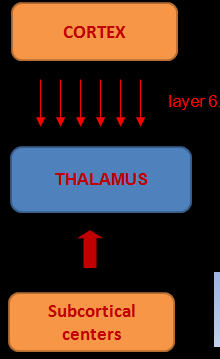 CORTEX
layer 6
THALAMUS
Subcortical
centers